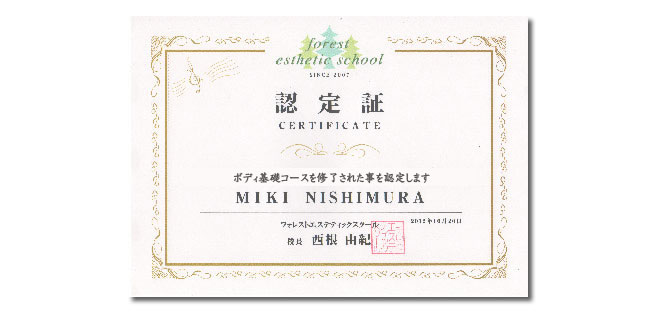 forest
esthetic school
SINCE 2007
認定証
CERTIFICATE
ボディ基礎コースを修了された事を認定します
MIKI NISHIMURA
フォレストエステティックスクール
院長 西根 由紀